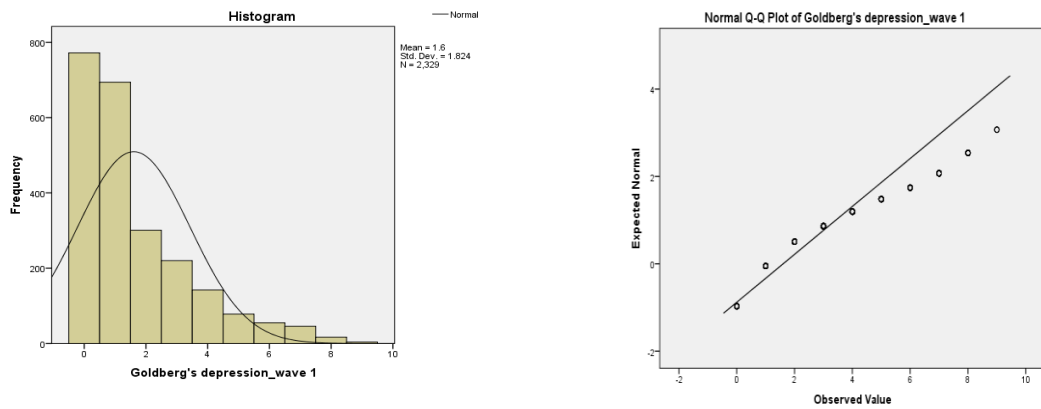 Histogram
Normal
Mean = 1.6
Std. Dev. = 1.824
N = 2,329
800
600
400
200
0
Frequency
0 2 4 6 8 10
Goldberg's depression_wave 1
Normal Q-Q Plot of Goldberg's depression_wave 1
4
2
0
-2
Expected Normal
-2 0 2 4 6 8 10
Observed Value